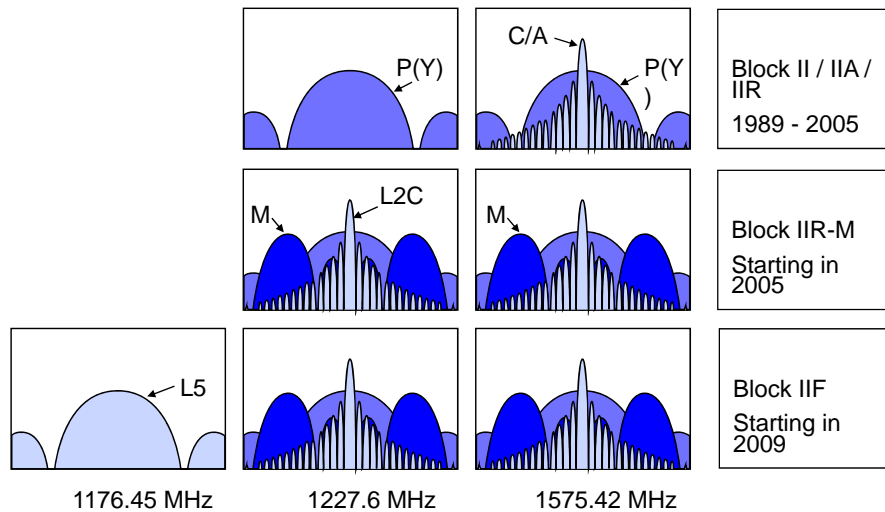 C/A
P(Y)
P(Y
)
Block II / IIA /
IIR
1989 - 2005
M
L2C
M
Block IIR-M
Starting in
2005
L5
Block IIF
Starting in
2009
1176.45 MHz
1227.6 MHz
1575.42 MHz